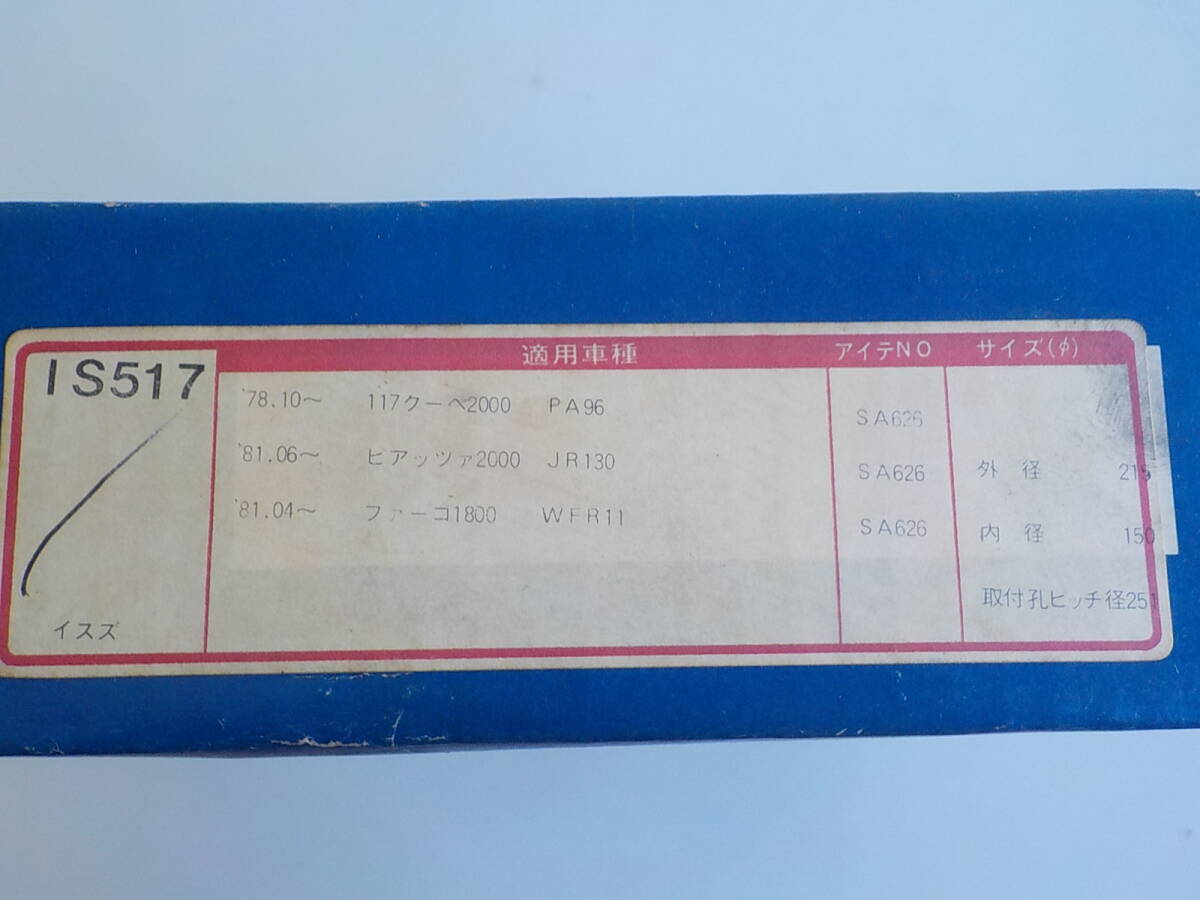 IS517
適用車種 アイテNO サイズ(φ)
'78.10〜 117クーペ2000 PA96 SA626
'81.06〜 ピアッツァ2000 JR130 SA626 外 径 215
'81.04〜 ファーゴ1800 WFR11 SA626 内 径 150
取付孔ピッチ径251
イスズ